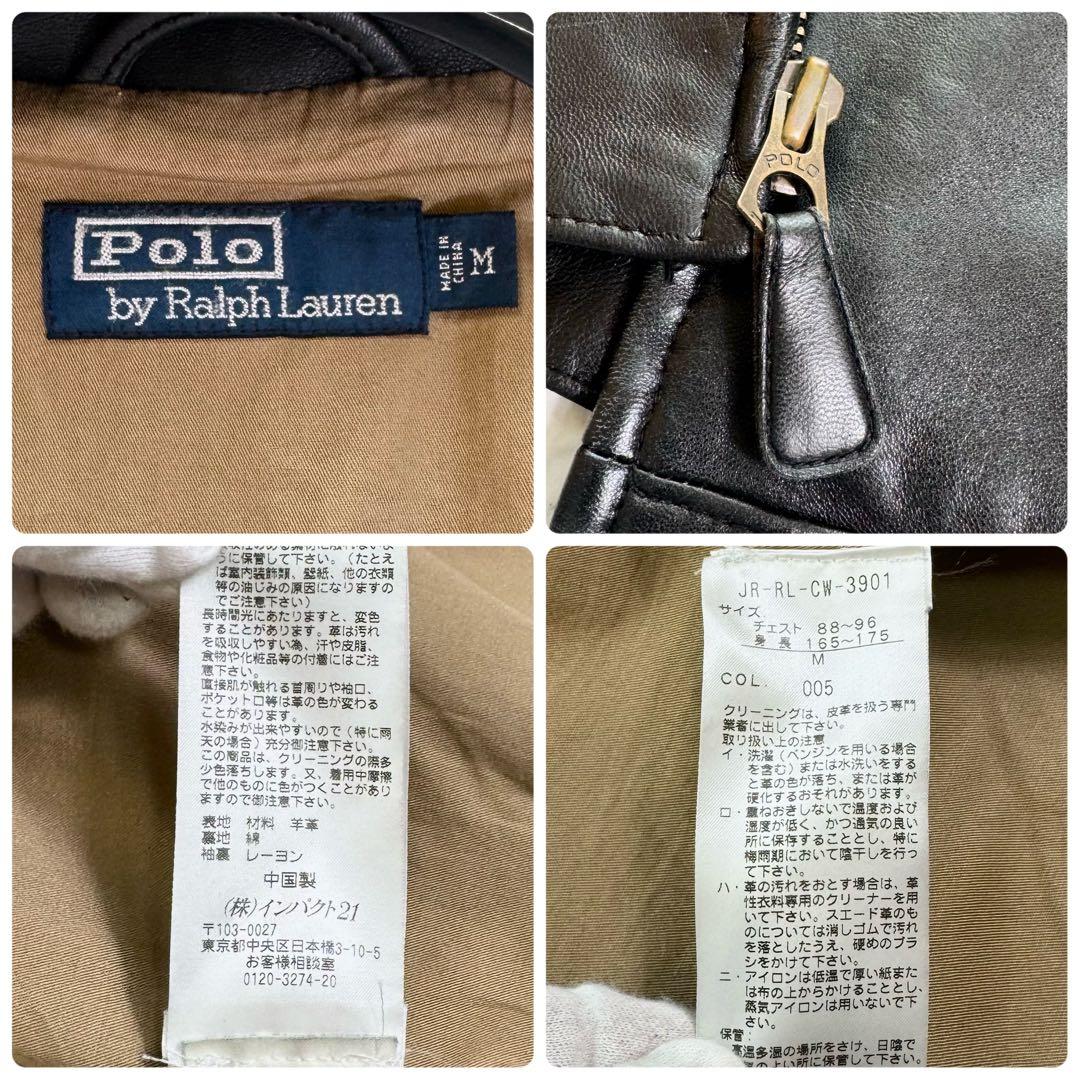 Polo
by Ralph Lauren
MADE IN
CHINA
M
POLO
うに保管して下さい。(たとえ
ば室内装飾類、壁紙、他の衣類
等の油じみの原因になりますの
でご注意下さい)
長時間光にあたりますと、変色
することがあります。革は汚れ
を吸収しやすい為、汗や皮脂、
食物や化粧品等の付着にはご注
意下さい。
直接肌が触れる首周りや袖口、
ポケット口等は革の色が変わる
ことがあります。
水染みが出来やすいので(特に雨
天の場合)充分御注意下さい。
この商品は、クリーニングの際多
少色落ちします。又、着用中摩擦
で他のものに色がつくことがあり
ますので御注意下さい。
表地 材料 羊革
裏地 綿
袖裏 レーヨン
中国製
(株)インパクト21
〒103-0027
東京都中央区日本橋3-10-5
お客様相談室
0120-3274-20
JR-RL-CW-3901
サイズ
チェスト 88~96
身長 165~175
M
COL. 005
クリーニングは、皮革を扱う専門
業者に出して下さい。
取り扱い上の注意
イ・洗濯(ベンジンを用いる場合
を含む)または水洗いをする
と革の色が落ち、または革が
硬化するおそれがあります。
ロ・重ねおきしないで温度および
湿度が低く、かつ通気の良い
所に保存することとし、特に
梅雨期において陰干しを行っ
て下さい。
ハ・革の汚れをおとす場合は、革
性衣料専用のクリーナーを用
いて下さい。スエード革のも
のについては消しゴムで汚れ
を落としたうえ、硬めのブラ
シをかけて下さい。
ニ・アイロンは低温で厚い紙また
は布の上からかけることとし、
蒸気アイロンは用いないで下
さい。
保管:
高温多湿の場所をさけ、日陰で
の良い所に保管して下さい。